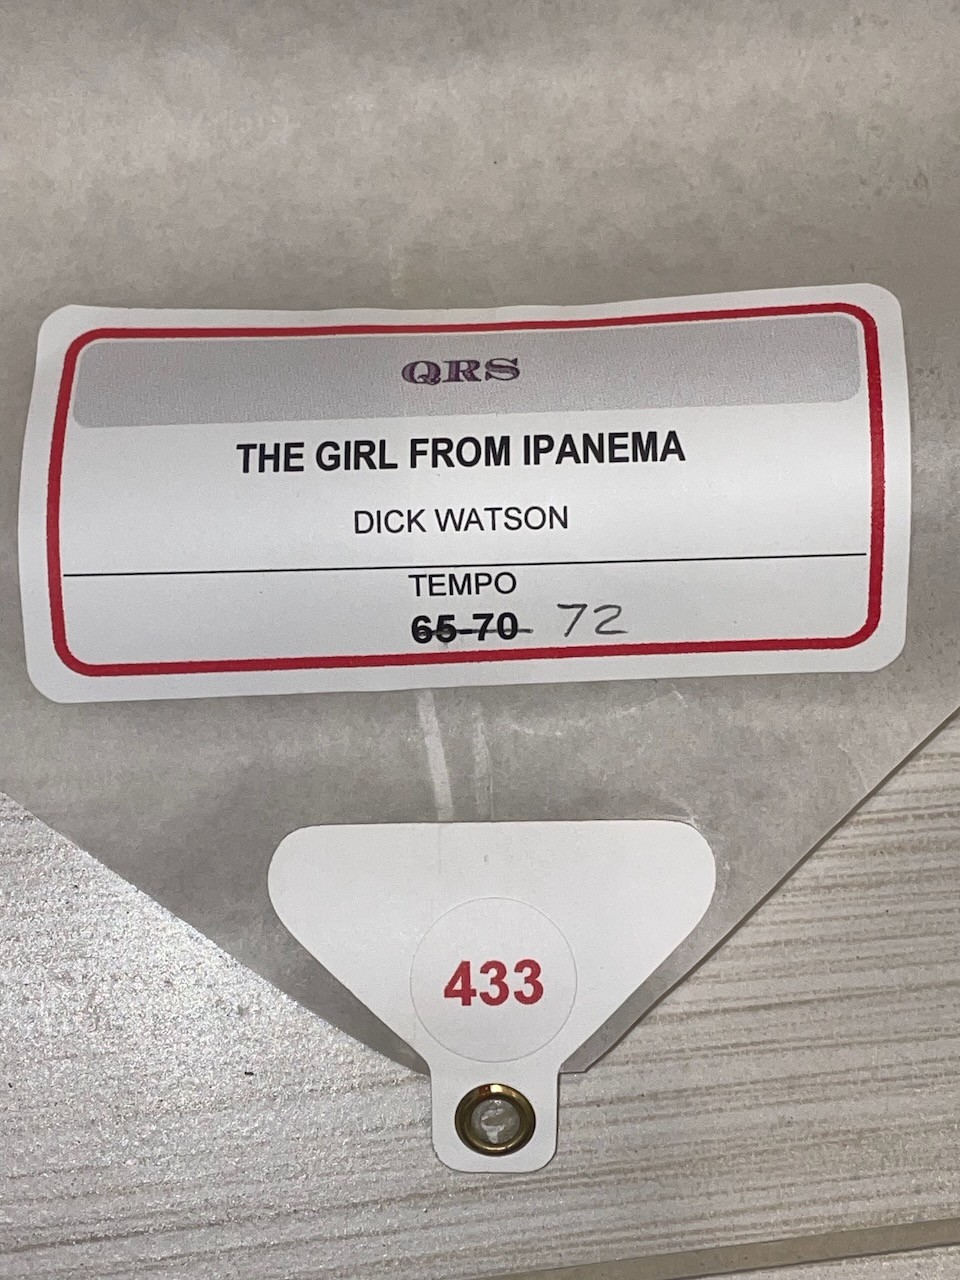 QRS
THE GIRL FROM IPANEMA
DICK WATSON
TEMPO
65-70 72
433